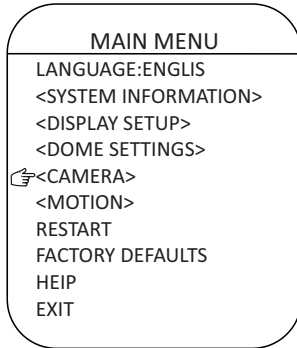 MAIN MENU
LANGUAGE:ENGLIS
<SYSTEM INFORMATION>
<DISPLAY SETUP>
<DOME SETTINGS>
<CAMERA>
<MOTION>
RESTART
FACTORY DEFAULTS
HEIP
EXIT